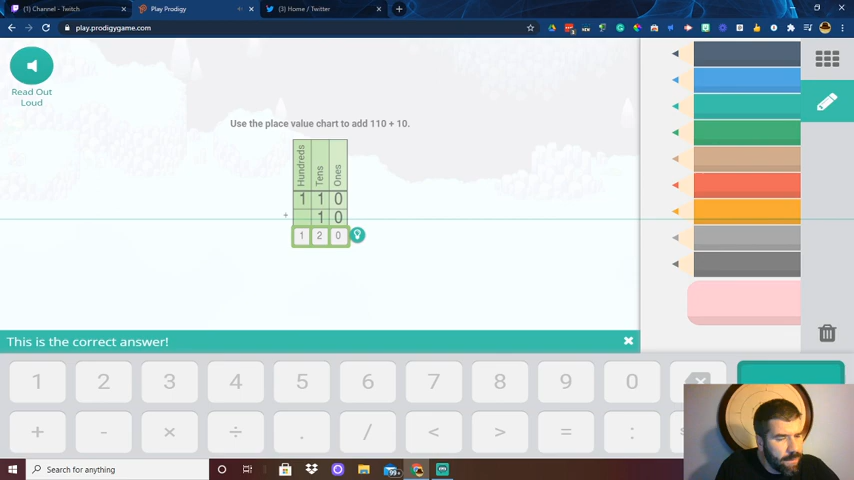 (1) Channel - Twitch
Play Prodigy
(3) Home / Twitter
play.prodigygame.com
Read Out
Loud
Use the place value chart to add 110 + 10.
Hundreds Tens Ones
1 1 0
+ 1 0
1 2 0
This is the correct answer!
1 2 3 4 5 6 7 8 9 0
+ - × ÷ . / < > = :
Search for anything
99+